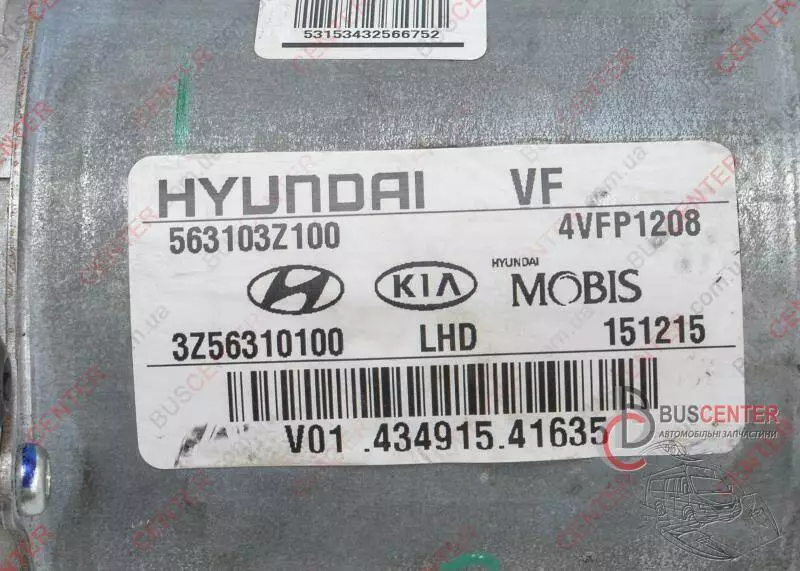 53153432566752
HYUNDAI VF
563103Z100 4VFP1208
KIA HYUNDAI MOBIS
3Z56310100 LHD 151215
V01 .434915.41635
BUSCENTER
АВТОМОБІЛЬНІ ЗАПЧАСТИНИ